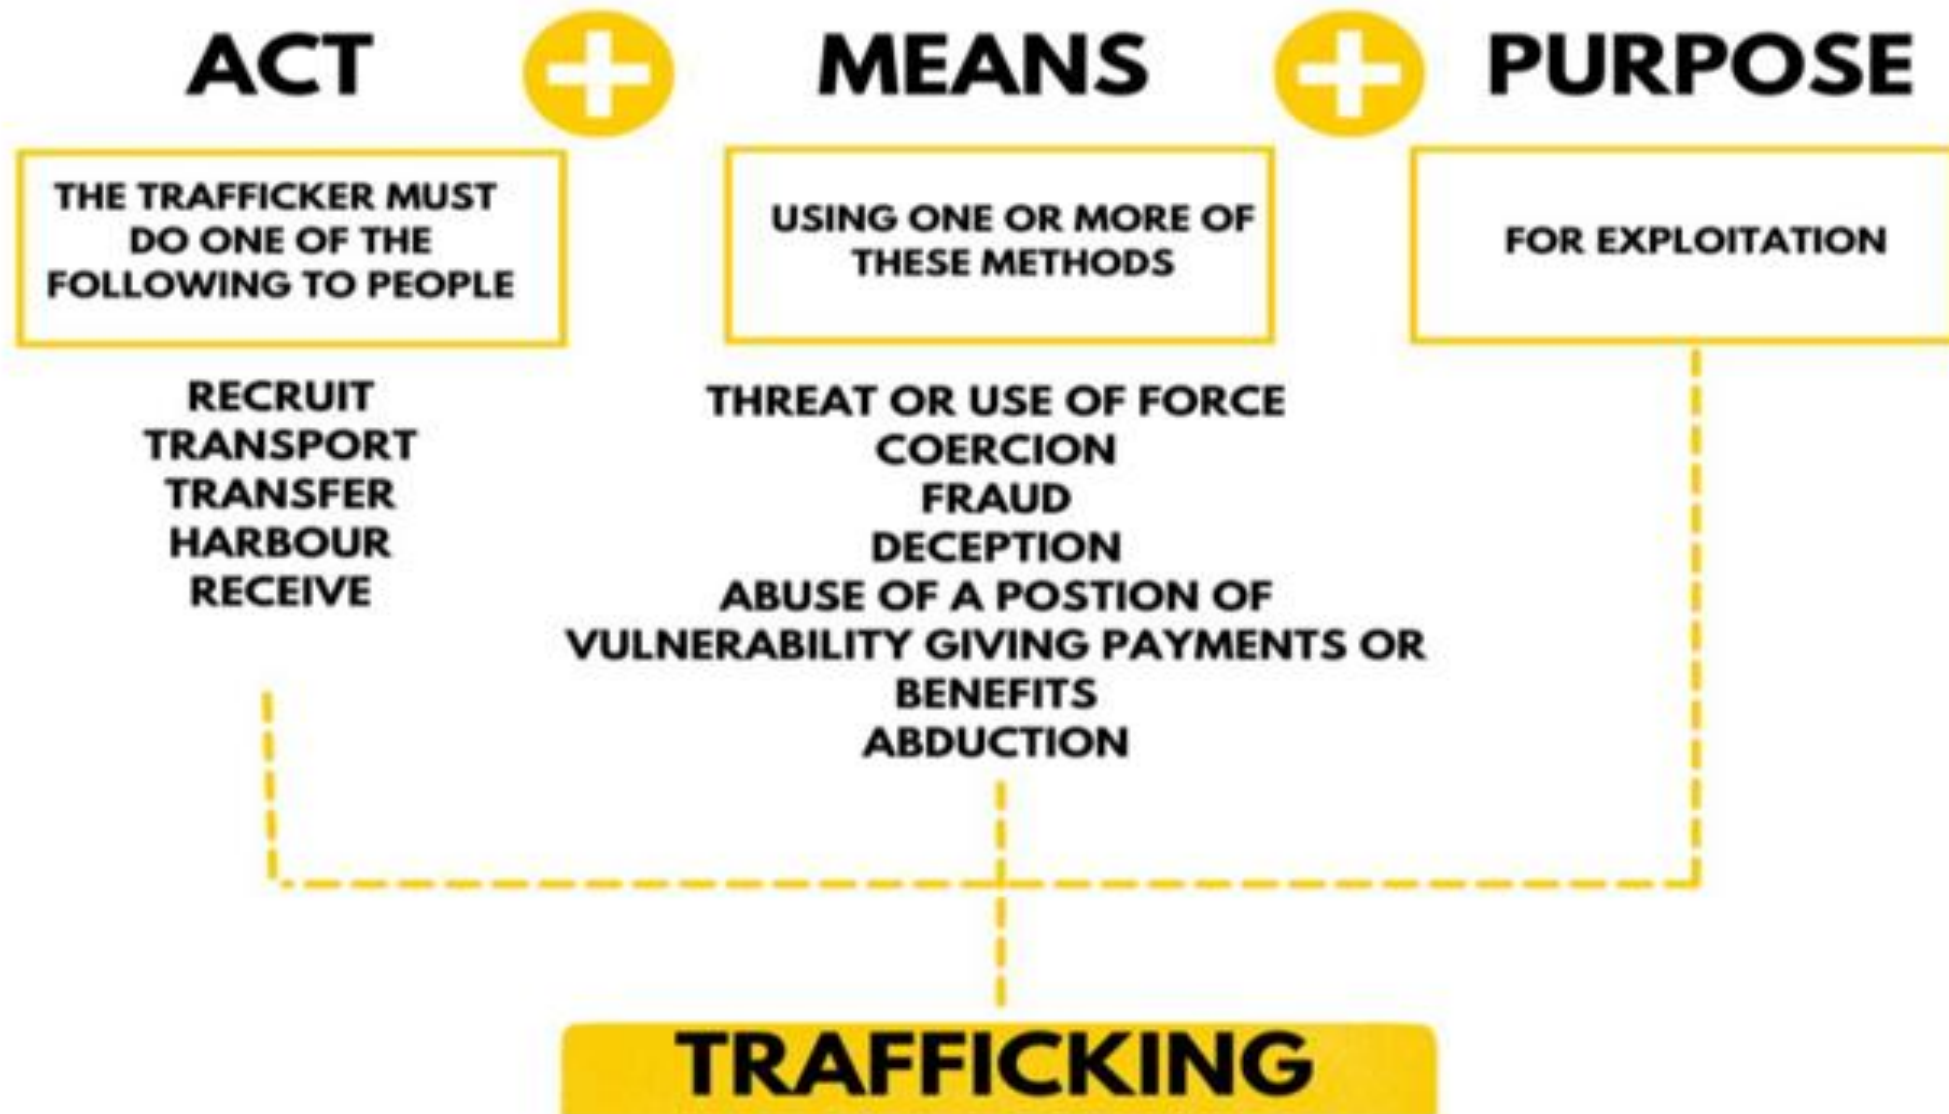 ACT
MEANS
PURPOSE
THE TRAFFICKER MUST
DO ONE OF THE
FOLLOWING TO PEOPLE
USING ONE OR MORE OF
THESE METHODS
FOR EXPLOITATION
RECRUIT
TRANSPORT
TRANSFER
HARBOUR
RECEIVE
THREAT OR USE OF FORCE
COERCION
FRAUD
DECEPTION
ABUSE OF A POSTION OF
VULNERABILITY GIVING PAYMENTS OR
BENEFITS
ABDUCTION
TRAFFICKING